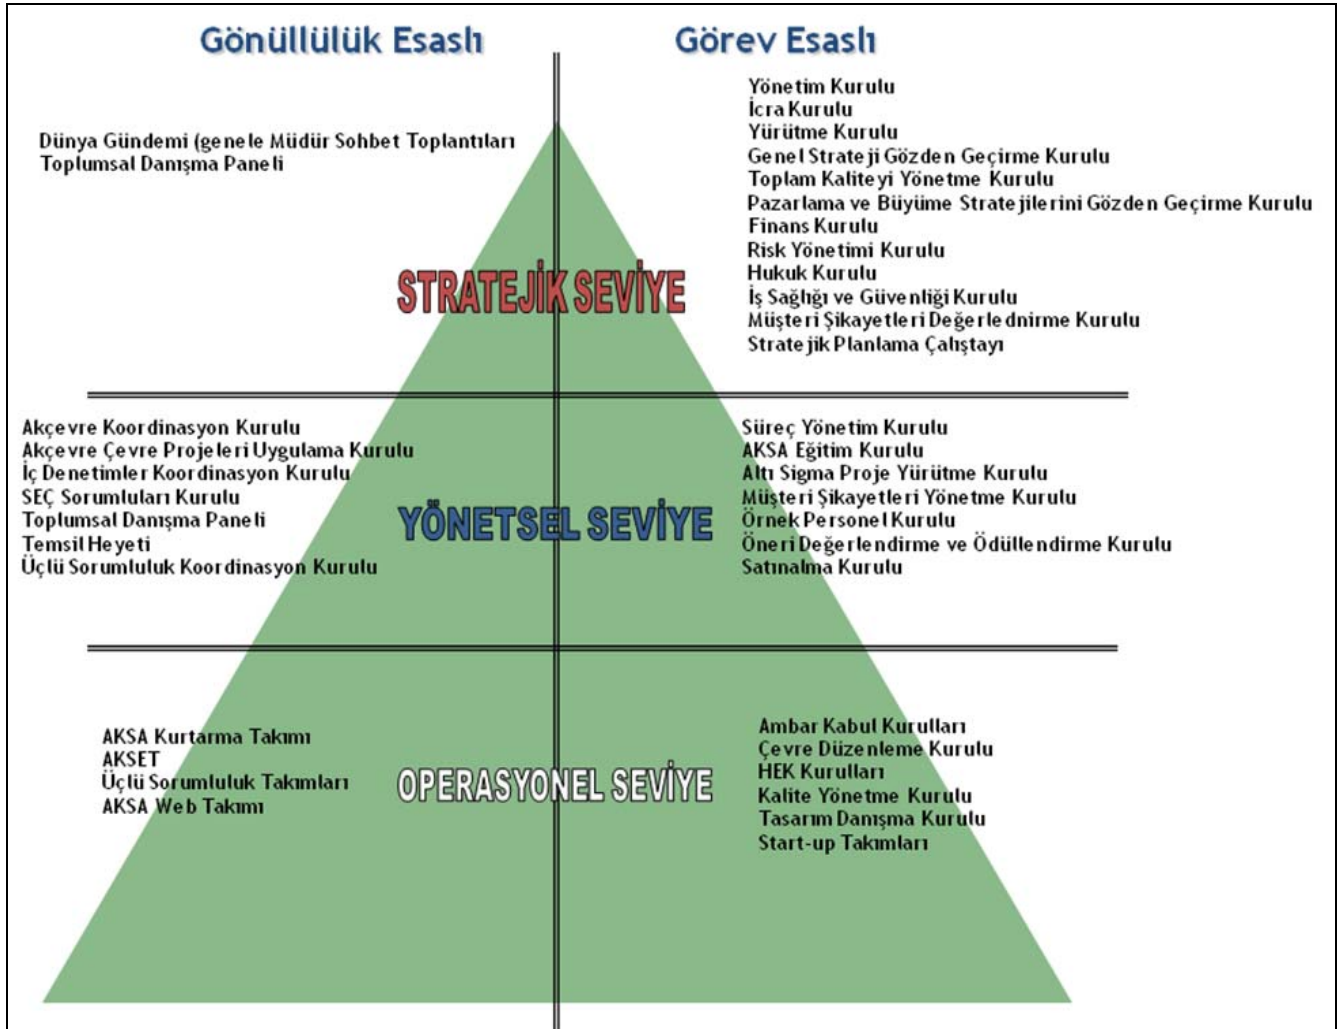 Gönüllülük Esaslı
Görev Esaslı
Dünya Gündemi (genele Müdür Sohbet Toplantıları
Toplumsal Danışma Paneli
Yönetim Kurulu
İcra Kurulu
Yürütme Kurulu
Genel Strateji Gözden Geçirme Kurulu
Toplam Kaliteyi Yönetme Kurulu
Pazarlama ve Büyüme Stratejilerini Gözden Geçirme Kurulu
Finans Kurulu
Risk Yönetimi Kurulu
Hukuk Kurulu
İş Sağlığı ve Güvenliği Kurulu
Müşteri Şikayetleri Değerlednirme Kurulu
Stratejik Planlama Çalıştayı
STRATEJİK SEVİYE
Akçevre Koordinasyon Kurulu
Akçevre Çevre Projeleri Uygulama Kurulu
İç Denetimler Koordinasyon Kurulu
SEÇ Sorumluları Kurulu
Toplumsal Danışma Paneli
Temsil Heyeti
Üçlü Sorumluluk Koordinasyon Kurulu
YÖNETSEL SEVİYE
Süreç Yönetim Kurulu
AKSA Eğitim Kurulu
Altı Sigma Proje Yürütme Kurulu
Müşteri Şikayetleri Yönetme Kurulu
Örnek Personel Kurulu
Öneri Değerlendirme ve Ödüllendirme Kurulu
Satınalma Kurulu
AKSA Kurtarma Takımı
AKSET
Üçlü Sorumluluk Takımları
AKSA Web Takımı
OPERASYONEL SEVİYE
Ambar Kabul Kurulları
Çevre Düzenleme Kurulu
HEK Kurulları
Kalite Yönetme Kurulu
Tasarım Danışma Kurulu
Start-up Takımları